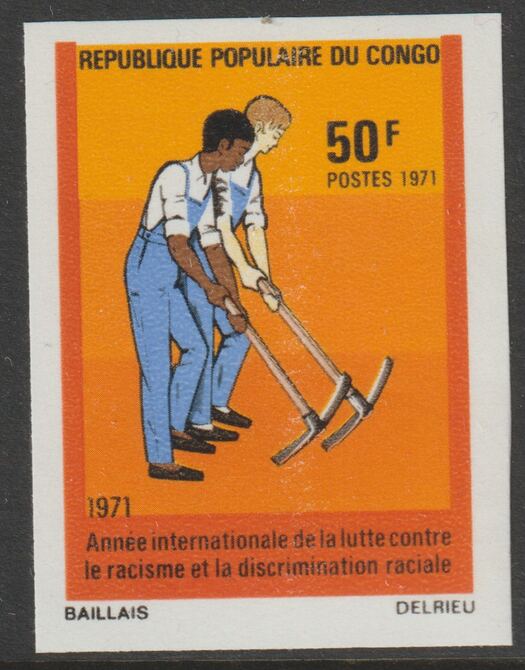 REPUBLIQUE POPULAIRE DU CONGO
50F
POSTES 1971
1971
Année internationale de la lutte contre
le racisme et la discrimination raciale
BAILLAIS DELRIEU